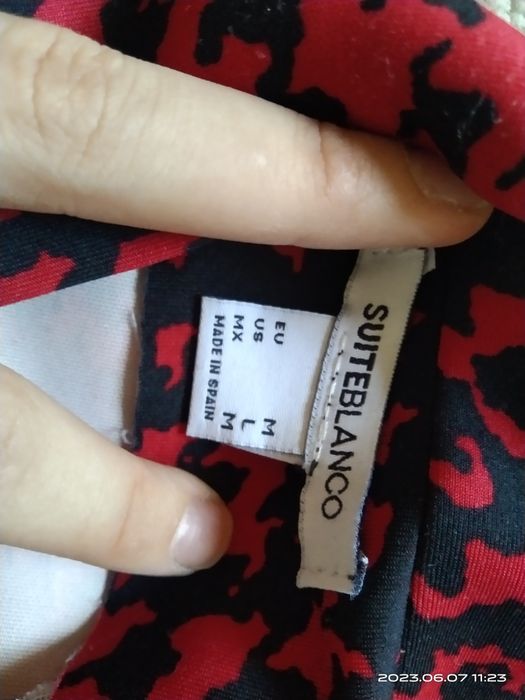 SUITEBLANCO
EU M
US L
MX M
MADE IN SPAIN
2023.06.07 11:23